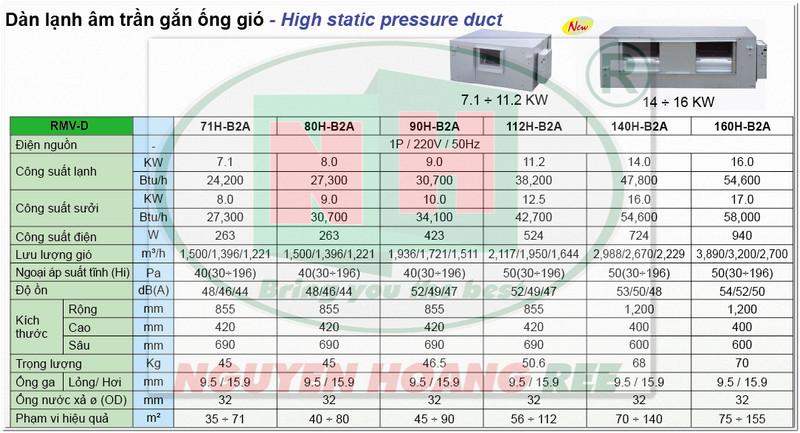 Dàn lạnh âm trần gắn ống gió - High static pressure duct
New
7.1 ÷ 11.2 KW
14 ÷ 16 KW
RMV-D 71H-B2A 80H-B2A 90H-B2A 112H-B2A 140H-B2A 160H-B2A
Điện nguồn - 1P / 220V / 50Hz
Công suất lạnh KW 7.1 8.0 9.0 11.2 14.0 16.0
Btu/h 24,200 27,300 30,700 38,200 47,800 54,600
Công suất sưởi KW 8.0 9.0 10.0 12.5 16.0 17.0
Btu/h 27,300 30,700 34,100 42,700 54,600 58,000
Công suất điện W 263 263 423 524 724 940
Lưu lượng gió m³/h 1,500/1,396/1,221 1,500/1,396/1,221 1,936/1,721/1,511 2,117/1,950/1,644 2,988/2,670/2,229 3,890/3,200/2,700
Ngoại áp suất tĩnh (Hi) Pa 40(30÷196) 40(30÷196) 40(30÷196) 50(30÷196) 50(30÷196) 50(30÷196)
Độ ồn dB(A) 48/46/44 48/46/44 52/49/47 52/49/47 53/50/48 54/52/50
Kích thước Rộng mm 855 855 855 855 1,200 1,200
Cao mm 420 420 420 420 400 400
Sâu mm 690 690 690 690 600 600
Trọng lượng Kg 45 45 46.5 50.6 68 70
Ống ga Lỏng/ Hơi mm 9.5 / 15.9 9.5 / 15.9 9.5 / 15.9 9.5 / 15.9 9.5 / 15.9 9.5 / 15.9
Ống nước xả ø (OD) mm 32 32 32 32 32 32
Phạm vi hiệu quả m² 35 ÷ 71 40 ÷ 80 45 ÷ 90 56 ÷ 112 70 ÷ 140 75 ÷ 155
NH
®
Bring you the best
NGUYEN HOANG REE